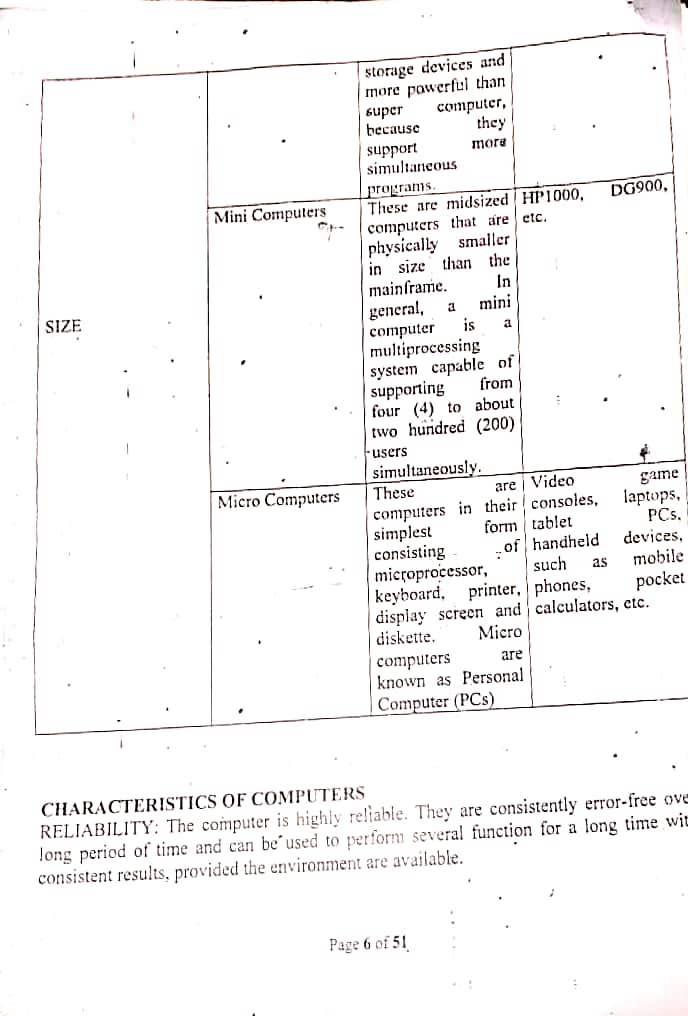 storage devices and
more powerful than
super computer,
because they
support more
simultaneous
programs.
SIZE
Mini Computers
These are midsized
computers that are
physically smaller
in size than the
mainframe. In
general, a mini
computer is a
multiprocessing
system capable of
supporting from
four (4) to about
two hundred (200)
users
simultaneously.
HP1000, DG900,
etc.
Micro Computers
These are
computers in their
simplest form
consisting of
microprocessor,
keyboard, printer,
display screen and
diskette. Micro
computers are
known as Personal
Computer (PCs)
Video game
consoles, laptops,
tablet PCs,
handheld devices,
such as mobile
phones, pocket
calculators, etc.
CHARACTERISTICS OF COMPUTERS
RELIABILITY: The computer is highly reliable. They are consistently error-free ove
long period of time and can be used to perform several function for a long time wit
consistent results, provided the environment are available.
Page 6 of 51